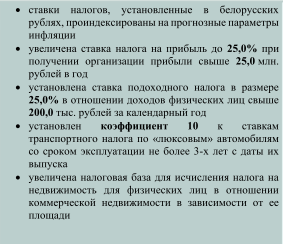 • ставки налогов, установленные в белорусских
рублях, проиндексированы на прогнозные параметры
инфляции
• увеличена ставка налога на прибыль до 25,0% при
получении организации прибыли свыше 25,0 млн.
рублей в год
• установлена ставка подоходного налога в размере
25,0% в отношении доходов физических лиц свыше
200,0 тыс. рублей за календарный год
• установлен коэффициент 10 к ставкам
транспортного налога по «люксовым» автомобилям
со сроком эксплуатации не более 3-х лет с даты их
выпуска
• увеличена налоговая база для исчисления налога на
недвижимость для физических лиц в отношении
коммерческой недвижимости в зависимости от ее
площади